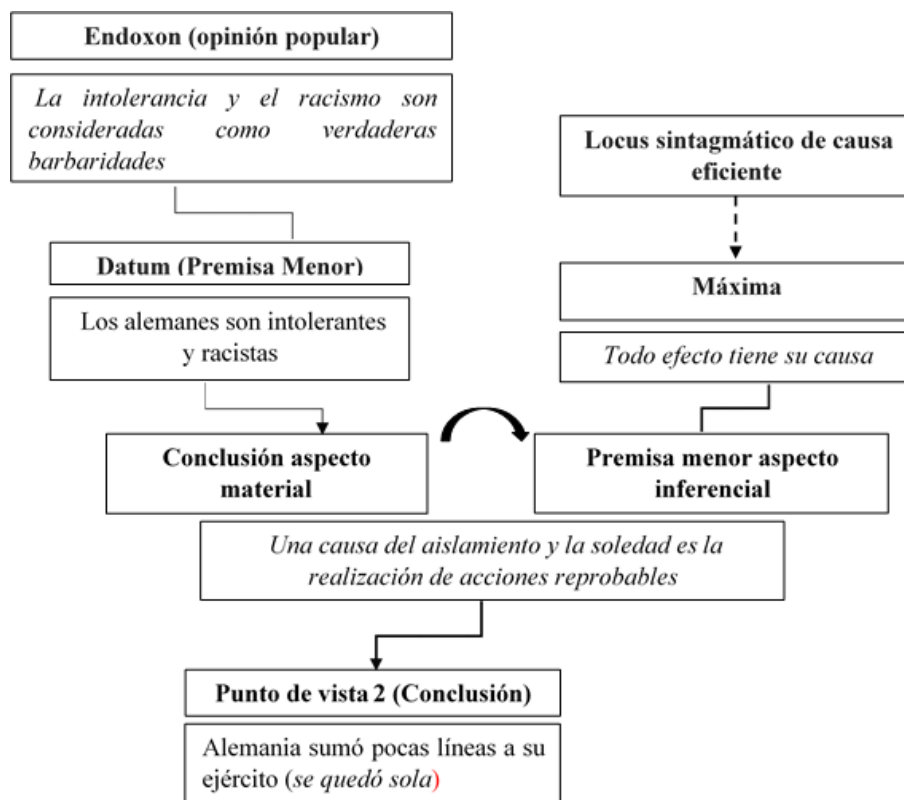 Endoxon (opinión popular)
La intolerancia y el racismo son
consideradas como verdaderas
barbaridades
Locus sintagmático de causa
eficiente
Datum (Premisa Menor)
Máxima
Los alemanes son intolerantes
y racistas
Todo efecto tiene su causa
Conclusión aspecto
material
Premisa menor aspecto
inferencial
Una causa del aislamiento y la soledad es la
realización de acciones reprobables
Punto de vista 2 (Conclusión)
Alemania sumó pocas líneas a su
ejército (se quedó sola)